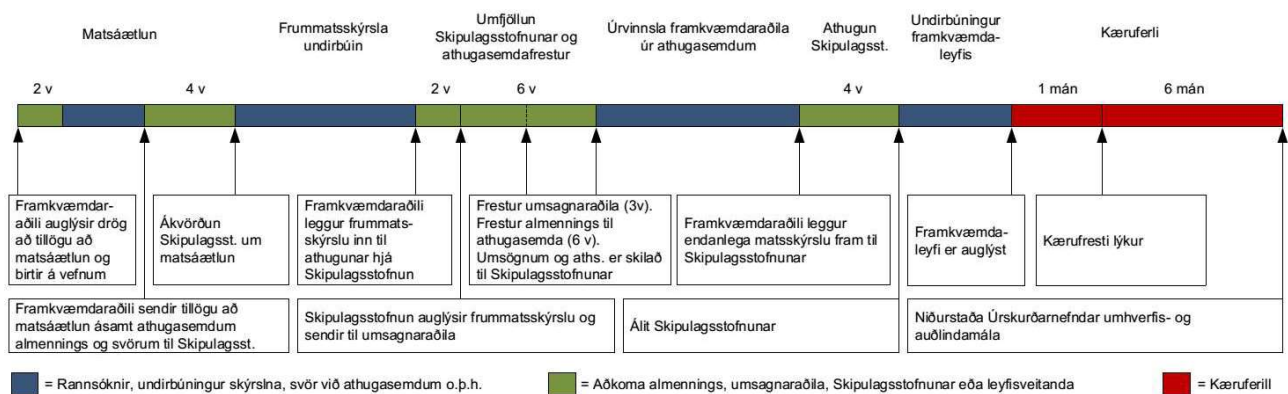 Matsáætlun
Frummatsskýrsla
undirbúin
Umfjöllun
Skipulagsstofnunar og
athugasemdafrestur
Úrvinnsla framkvæmdaraðila
úr athugasemdum
Athugun
Skipulagsst.
Undirbúningur
framkvæmda-
leyfis
Kæruferli
2 v
4 v
2 v
6 v
4 v
1 mán
6 mán
Framkvæmdar-
aðili auglýsir drög
að tillögu að
matsáætlun og
birtir á vefnum
Ákvörðun
Skipulagsst. um
matsáætlun
Framkvæmdaraðili
leggur frummats-
skýrslu inn til
athugunar hjá
Skipulagsstofnun
Frestur umsagnaraðila (3v).
Frestur almennings til
athugasemda (6 v).
Umsögnum og aths. er skilað
til Skipulagsstofnunar
Framkvæmdaraðili leggur
endanlega matsskýrslu fram til
Skipulagsstofnunar
Framkvæmda-
leyfi er auglýst
Kærufresti lýkur
Framkvæmdaraðili sendir tillögu að
matsáætlun ásamt athugasemdum
almennings og svörum til Skipulagsst.
Skipulagsstofnun auglýsir frummatsskýrslu og
sendir til umsagnaraðila
Álit Skipulagsstofnunar
Niðurstaða Úrskurðarnefndar umhverfis- og
auðlindamála
= Rannsóknir, undirbúningur skýrslna, svör við athugasemdum o.þ.h.
= Aðkoma almennings, umsagnaraðila, Skipulagsstofnunar eða leyfisveitanda
= Kæruferill